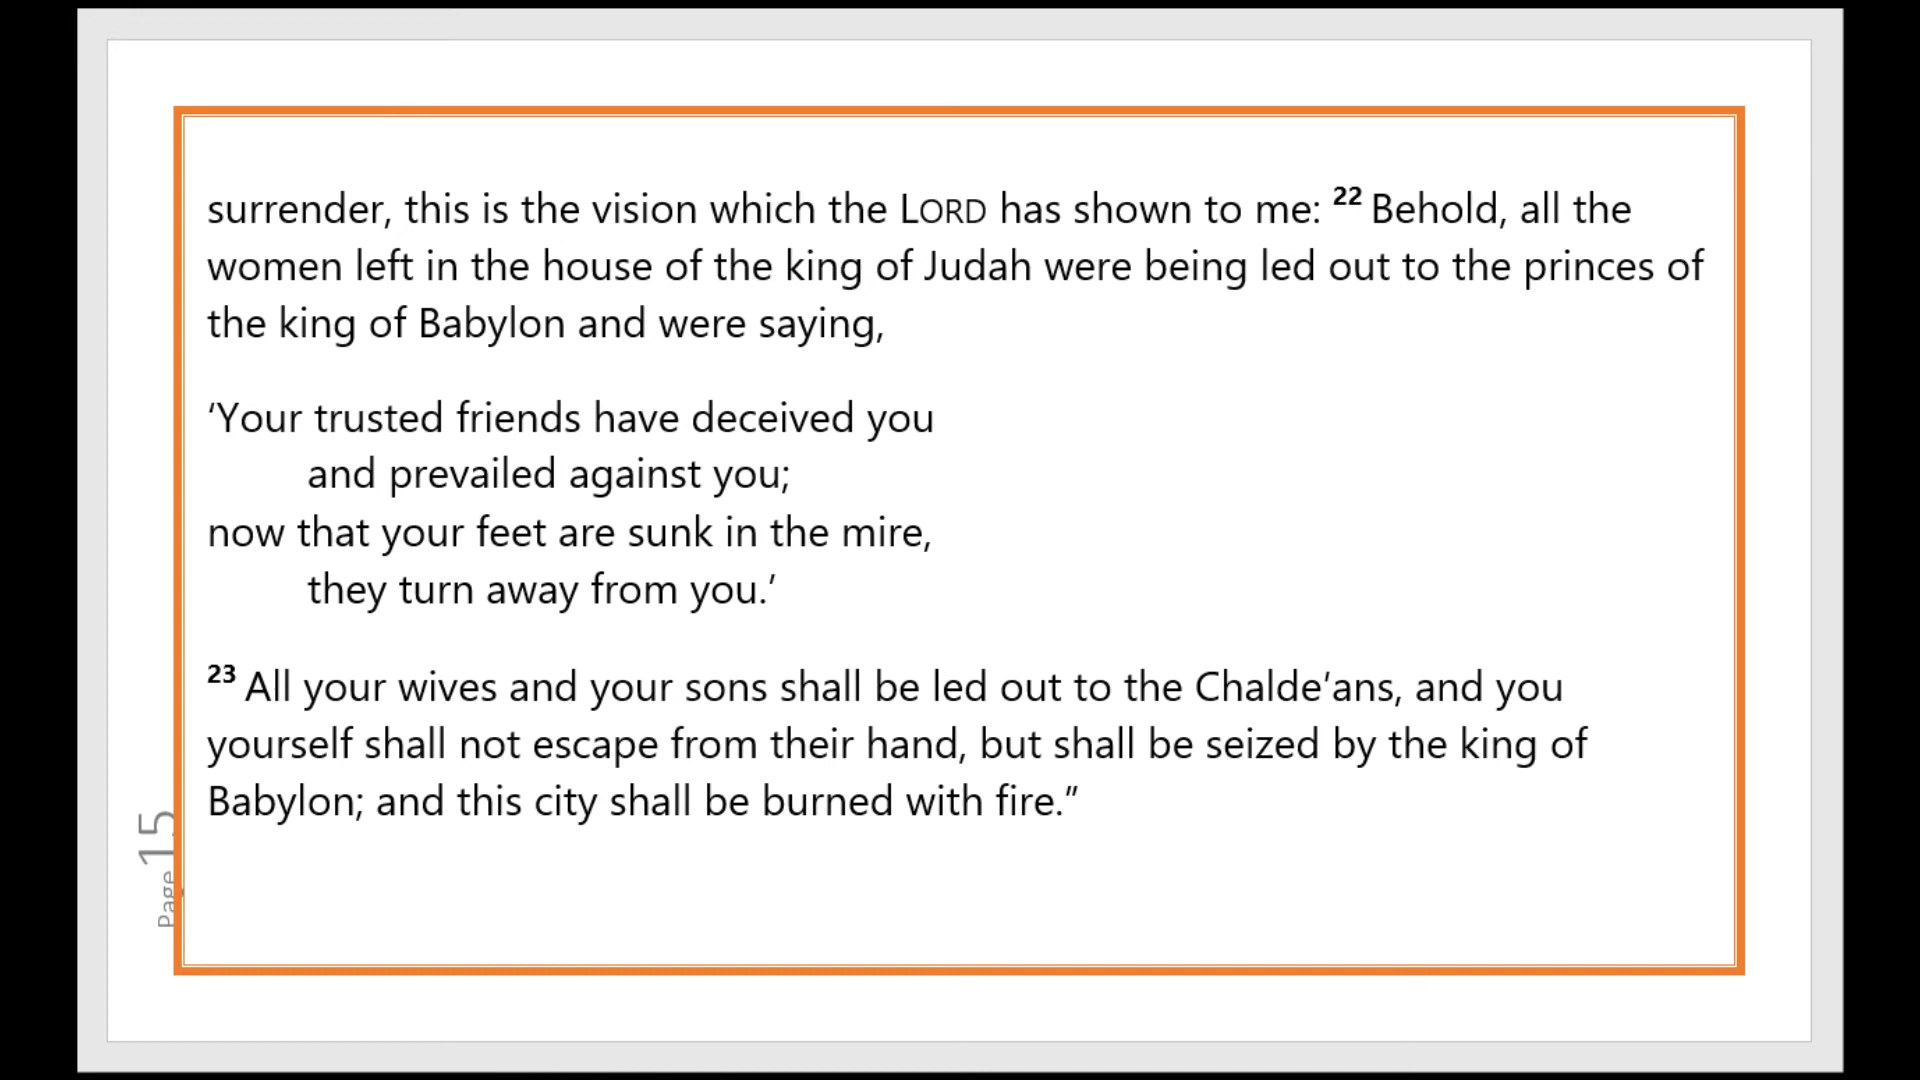 surrender, this is the vision which the LORD has shown to me: 22 Behold, all the
women left in the house of the king of Judah were being led out to the princes of
the king of Babylon and were saying,
‘Your trusted friends have deceived you
and prevailed against you;
now that your feet are sunk in the mire,
they turn away from you.’
23 All your wives and your sons shall be led out to the Chalde′ans, and you
yourself shall not escape from their hand, but shall be seized by the king of
Babylon; and this city shall be burned with fire.”
Page 15